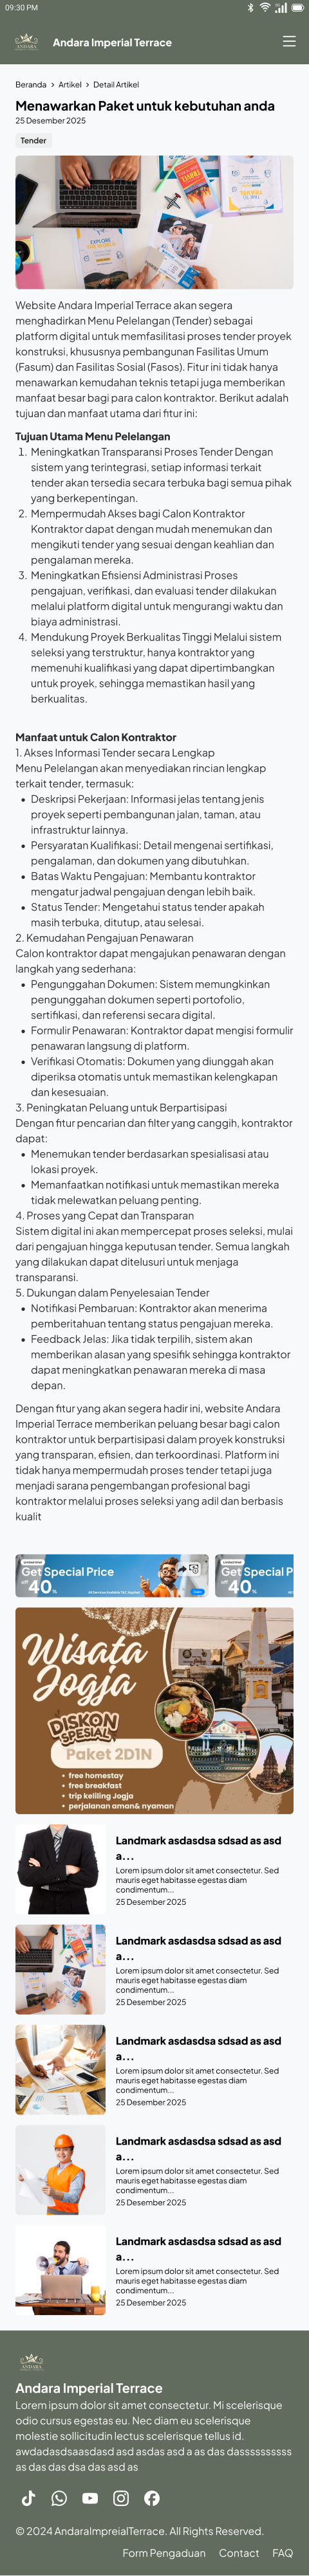 09:30 PM
ANDARA
Andara Imperial Terrace
Beranda > Artikel > Detail Artikel
Menawarkan Paket untuk kebutuhan anda
25 Desember 2025
Tender
EXPLORE THE WORLD
TRAVEL
Website Andara Imperial Terrace akan segera
menghadirkan Menu Pelelangan (Tender) sebagai
platform digital untuk memfasilitasi proses tender proyek
konstruksi, khususnya pembangunan Fasilitas Umum
(Fasum) dan Fasilitas Sosial (Fasos). Fitur ini tidak hanya
menawarkan kemudahan teknis tetapi juga memberikan
manfaat besar bagi para calon kontraktor. Berikut adalah
tujuan dan manfaat utama dari fitur ini:
Tujuan Utama Menu Pelelangan
1. Meningkatkan Transparansi Proses Tender Dengan
sistem yang terintegrasi, setiap informasi terkait
tender akan tersedia secara terbuka bagi semua pihak
yang berkepentingan.
2. Mempermudah Akses bagi Calon Kontraktor
Kontraktor dapat dengan mudah menemukan dan
mengikuti tender yang sesuai dengan keahlian dan
pengalaman mereka.
3. Meningkatkan Efisiensi Administrasi Proses
pengajuan, verifikasi, dan evaluasi tender dilakukan
melalui platform digital untuk mengurangi waktu dan
biaya administrasi.
4. Mendukung Proyek Berkualitas Tinggi Melalui sistem
seleksi yang terstruktur, hanya kontraktor yang
memenuhi kualifikasi yang dapat dipertimbangkan
untuk proyek, sehingga memastikan hasil yang
berkualitas.
Manfaat untuk Calon Kontraktor
1. Akses Informasi Tender secara Lengkap
Menu Pelelangan akan menyediakan rincian lengkap
terkait tender, termasuk:
• Deskripsi Pekerjaan: Informasi jelas tentang jenis
proyek seperti pembangunan jalan, taman, atau
infrastruktur lainnya.
• Persyaratan Kualifikasi: Detail mengenai sertifikasi,
pengalaman, dan dokumen yang dibutuhkan.
• Batas Waktu Pengajuan: Membantu kontraktor
mengatur jadwal pengajuan dengan lebih baik.
• Status Tender: Mengetahui status tender apakah
masih terbuka, ditutup, atau selesai.
2. Kemudahan Pengajuan Penawaran
Calon kontraktor dapat mengajukan penawaran dengan
langkah yang sederhana:
• Pengunggahan Dokumen: Sistem memungkinkan
pengunggahan dokumen seperti portofolio,
sertifikasi, dan referensi secara digital.
• Formulir Penawaran: Kontraktor dapat mengisi formulir
penawaran langsung di platform.
• Verifikasi Otomatis: Dokumen yang diunggah akan
diperiksa otomatis untuk memastikan kelengkapan
dan kesesuaian.
3. Peningkatan Peluang untuk Berpartisipasi
Dengan fitur pencarian dan filter yang canggih, kontraktor
dapat:
• Menemukan tender berdasarkan spesialisasi atau
lokasi proyek.
• Memanfaatkan notifikasi untuk memastikan mereka
tidak melewatkan peluang penting.
4. Proses yang Cepat dan Transparan
Sistem digital ini akan mempercepat proses seleksi, mulai
dari pengajuan hingga keputusan tender. Semua langkah
yang dilakukan dapat ditelusuri untuk menjaga
transparansi.
5. Dukungan dalam Penyelesaian Tender
• Notifikasi Pembaruan: Kontraktor akan menerima
pemberitahuan tentang status pengajuan mereka.
• Feedback Jelas: Jika tidak terpilih, sistem akan
memberikan alasan yang spesifik sehingga kontraktor
dapat meningkatkan penawaran mereka di masa
depan.
Dengan fitur yang akan segera hadir ini, website Andara
Imperial Terrace memberikan peluang besar bagi calon
kontraktor untuk berpartisipasi dalam proyek konstruksi
yang transparan, efisien, dan terkoordinasi. Platform ini
tidak hanya mempermudah proses tender tetapi juga
menjadi sarana pengembangan profesional bagi
kontraktor melalui proses seleksi yang adil dan berbasis
kualit
Get Special Price
40 %
Get Special P
40 %
Wisata
Jogja
DISKON
SPESIAL
Paket 2D1N
• free homestay
• free breakfast
• trip keliling Jogja
• perjalanan aman& nyaman
Landmark asdasdsa sdsad as asd
a...
Lorem ipsum dolor sit amet consectetur. Sed
mauris eget habitasse egestas diam
condimentum...
25 Desember 2025
Landmark asdasdsa sdsad as asd
a...
Lorem ipsum dolor sit amet consectetur. Sed
mauris eget habitasse egestas diam
condimentum...
25 Desember 2025
Landmark asdasdsa sdsad as asd
a...
Lorem ipsum dolor sit amet consectetur. Sed
mauris eget habitasse egestas diam
condimentum...
25 Desember 2025
Landmark asdasdsa sdsad as asd
a...
Lorem ipsum dolor sit amet consectetur. Sed
mauris eget habitasse egestas diam
condimentum...
25 Desember 2025
Landmark asdasdsa sdsad as asd
a...
Lorem ipsum dolor sit amet consectetur. Sed
mauris eget habitasse egestas diam
condimentum...
25 Desember 2025
ANDARA
Andara Imperial Terrace
Lorem ipsum dolor sit amet consectetur. Mi scelerisque
odio cursus egestas eu. Nec diam eu scelerisque
molestie sollicitudin lectus scelerisque tellus id.
awdadasdsaasdasd asd asdas asd a as das dasssssssssss
as das das dsa das asd as
© 2024 AndaraImpreialTerrace. All Rights Reserved.
Form Pengaduan Contact FAQ